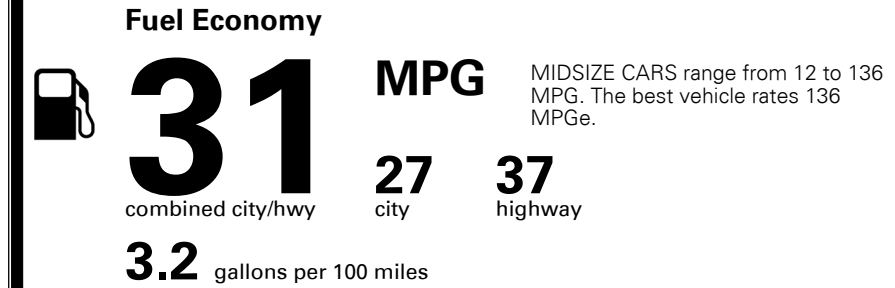 Fuel Economy
31
MPG
MIDSIZE CARS range from 12 to 136
MPG. The best vehicle rates 136
MPGe.
combined city/hwy
27
city
37
highway
3.2 gallons per 100 miles